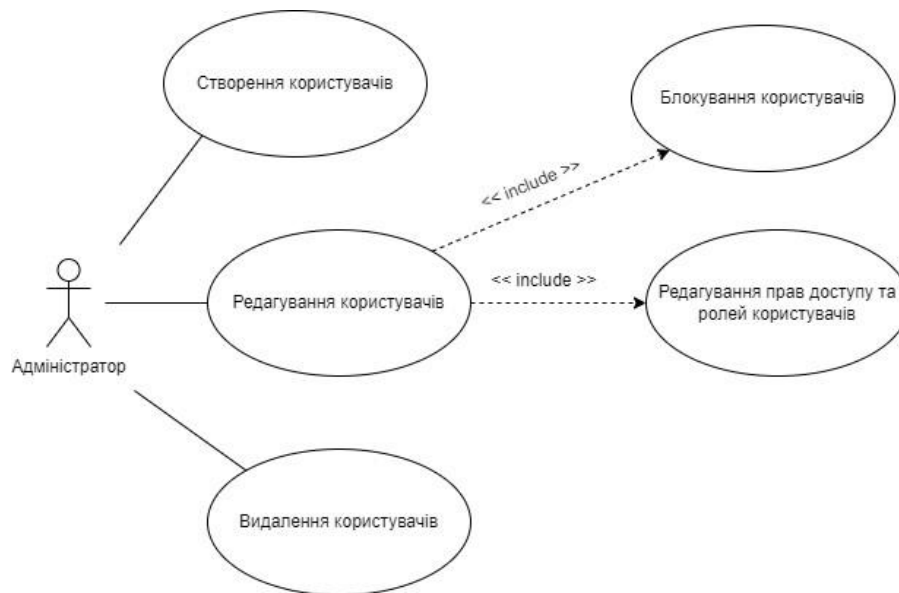 Створення користувачів
Блокування користувачів
<< include >>
Редагування користувачів
<< include >>
Редагування прав доступу та
ролей користувачів
Адміністратор
Видалення користувачів